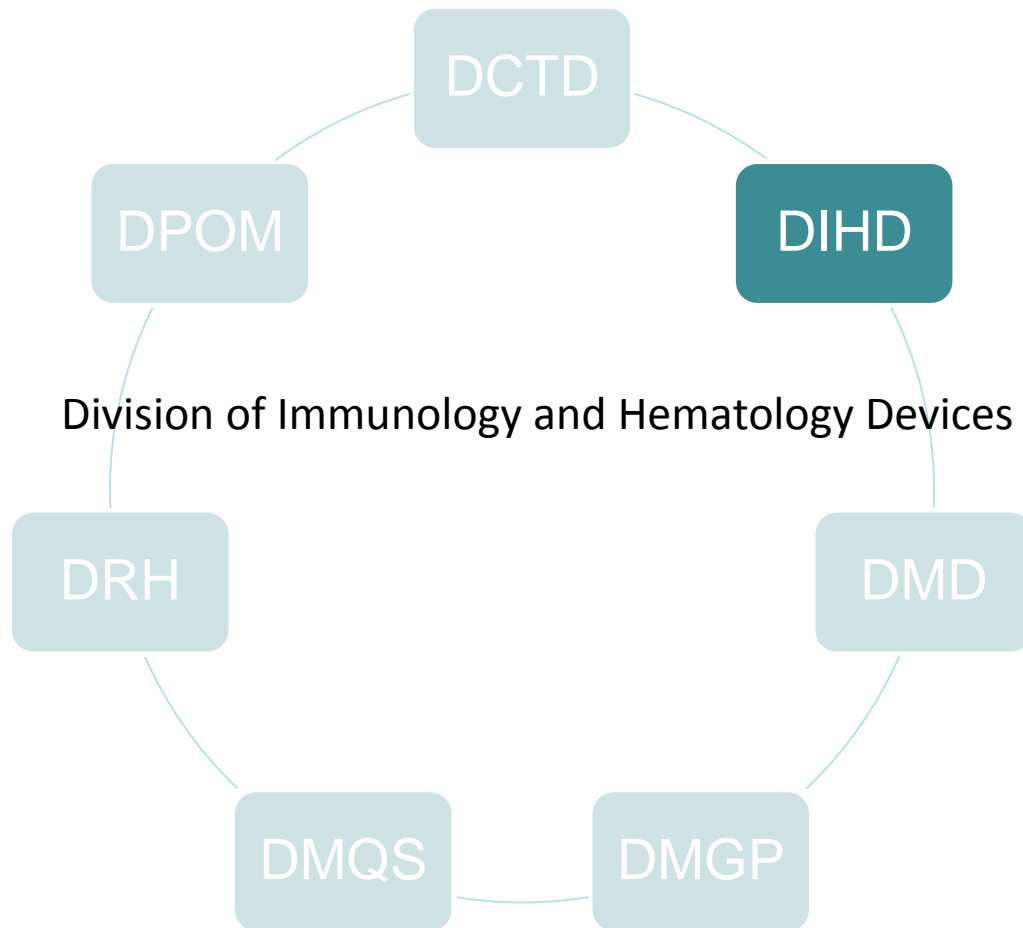 DCTD
DPOM
DIHD
Division of Immunology and Hematology Devices
DRH
DMD
DMQS
DMGP